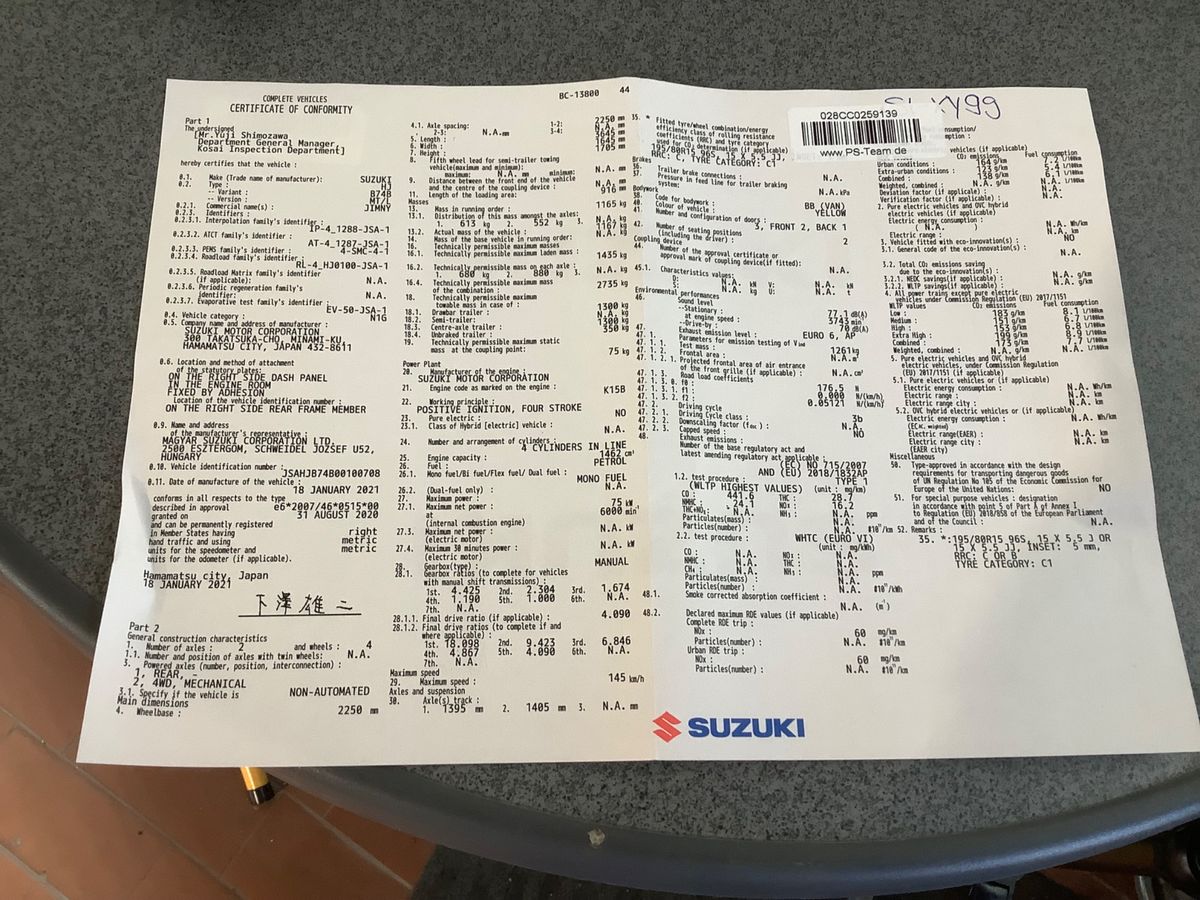 COMPLETE VEHICLES
CERTIFICATE OF CONFORMITY
BC-13800 44
Part 1
The undersigned
[Mr.Yuji Shimozawa
Department General Manager
Kosai Inspection Department]
hereby certifies that the vehicle :
0.1. Make (Trade name of manufacturer) : SUZUKI
0.2. Type : HJ
- Variant : B74B
- Version : MT/L
0.2.1. Commercial name(s) : JIMNY
0.2.3. Identifiers :
0.2.3.1. Interpolation family's identifier :
IP-4_1288-JSA-1
0.2.3.2. AICT family's identifier :
AT-4_1287-JSA-1
0.2.3.3. PEMS family's identifier : 4-SMC-4-1
0.2.3.4. Roadload family's identifier :
RL-4_HJ0100-JSA-1
0.2.3.5. Roadload Matrix family's identifier
(if applicable): N.A.
0.2.3.6. Periodic regeneration family's
identifier: N.A.
0.2.3.7. Evaporative test family's identifier :
EV-50-JSA-1
0.4. Vehicle category : N1G
0.5. Company name and address of manufacturer :
SUZUKI MOTOR CORPORATION
300 TAKATSUKA-CHO, MINAMI-KU,
HAMAMATSU CITY, JAPAN 432-8611
0.6. Location and method of attachment
of the statutory plates:
ON THE RIGHT SIDE DASH PANEL
IN THE ENGINE ROOM
FIXED BY ADHESION
Location of the vehicle identification number :
ON THE RIGHT SIDE REAR FRAME MEMBER
0.9. Name and address
of the manufacturer's representative :
MAGYAR SUZUKI CORPORATION LTD.
2500 ESZTERGOM, SCHWEIDEL JOZSEF U52,
HUNGARY
0.10. Vehicle identification number :
JSAHJB74B00100708
0.11. Date of manufacture of the vehicle :
18 JANUARY 2021
conforms in all respects to the type
described in approval e6*2007/46*0515*00
granted on 31 AUGUST 2020
and can be permanently registered
in Member States having right
hand traffic and using metric
units for the speedometer and metric
units for the odometer (if applicable).
Hamamatsu city, Japan
18 JANUARY 2021
下澤雄二
Part 2
General construction characteristics
1. Number of axles : 2 and wheels : 4
1.1. Number and position of axles with twin wheels: N.A.
3. Powered axles (number, position, interconnection) :
1, REAR, -
2, 4WD, MECHANICAL
3.1. Specify if the vehicle is NON-AUTOMATED
Main dimensions
4. Wheelbase : 2250 mm
4.1. Axle spacing: 1-2: 2250 mm
2-3: N.A. mm 3-4: N.A. mm
5. Length : 3645 mm
6. Width : 1645 mm
7. Height : 1705 mm
8. Fifth wheel lead for semi-trailer towing
vehicle(maximum and minimum):
maximum: N.A. mm minimum: N.A. mm
9. Distance between the front end of the vehicle
and the centre of the coupling device : N.A. mm
11. Length of the loading area: 916 mm
Masses
13. Mass in running order : 1165 kg
13.1. Distribution of this mass amongst the axles:
1. 613 kg 2. 552 kg 3. N.A. kg
13.2. Actual mass of the vehicle : 1167 kg
14. Mass of the base vehicle in running order: N.A. kg
16. Technically permissible maximum masses
16.1. Technically permissible maximum laden mass : 1435 kg
16.2. Technically permissible mass on each axle :
1. 680 kg 2. 880 kg 3. N.A. kg
16.4. Technically permissible maximum mass
of the combination : 2735 kg
18. Technically permissible maximum
towable mass in case of :
18.1. Drawbar trailer : 1300 kg
18.2. Semi-trailer: N.A. kg
18.3. Centre-axle trailer : 1300 kg
18.4. Unbraked trailer : 350 kg
19. Technically permissible maximum static
mass at the coupling point: 75 kg
Power Plant
20. Manufacturer of the engine :
SUZUKI MOTOR CORPORATION
21. Engine code as marked on the engine : K15B
22. Working principle :
POSITIVE IGNITION, FOUR STROKE
23. Pure electric : NO
23.1. Class of Hybrid [electric] vehicle : N.A.
24. Number and arrangement of cylinders :
4 CYLINDERS IN LINE
25. Engine capacity : 1462 cm³
26. Fuel : PETROL
26.1. Mono fuel/Bi fuel/Flex fuel/ Dual fuel :
MONO FUEL
26.2. (Dual-fuel only) : N.A.
27. Maximum power :
27.1. Maximum net power : 75 kW
at 6000 min⁻¹
(internal combustion engine)
27.3. Maximum net power : N.A. kW
(electric motor)
27.4. Maximum 30 minutes power : N.A. kW
(electric motor)
28. Gearbox(type) : MANUAL
28.1. Gearbox ratios (to complete for vehicles
with manual shift transmissions) :
1st. 4.425 2nd. 2.304 3rd. 1.674
4th. 1.190 5th. 1.000 6th. N.A.
7th. N.A.
28.1.1. Final drive ratio (if applicable) : 4.090
28.1.2. Final drive ratios (to complete if and
where applicable) :
1st. 18.098 2nd. 9.423 3rd. 6.846
4th. 4.867 5th. 4.090 6th. N.A.
7th. N.A.
Maximum speed
29. Maximum speed : 145 km/h
Axles and suspension
30. Axle(s) track :
1. 1395 mm 2. 1405 mm 3. N.A. mm
35. * Fitted tyre/wheel combination/energy
efficiency class of rolling resistance
coefficients (RRC) and tyre category
used for CO₂ determination (if applicable) :
195/80R15 96S, 15 X 5.5 JJ,
RRC: C, TYRE CATEGORY: C1
Brakes
36. Trailer brake connections : N.A.
37. Pressure in feed line for trailer braking
system: N.A. kPa
Bodywork
38. Code for bodywork : BB (VAN)
40. Colour of vehicle : YELLOW
41. Number and configuration of doors :
3, FRONT 2, BACK 1
42. Number of seating positions
(including the driver) : 2
Coupling device
44. Number of the approval certificate or
approval mark of coupling device(if fitted):
N.A.
45.1. Characteristics values:
D: N.A. kN V: N.A. kN
S: N.A. kg U: N.A. t
Environmental performances
46. Sound level
-Stationary : 77.1 dB(A)
at engine speed : 3743 min⁻¹
-Drive-by : 70 dB(A)
47. Exhaust emission level : EURO 6, AP
47. 1. Parameters for emission testing of V ind
47. 1. 1. Test mass : 1261kg
47. 1. 2. Frontal area : N.A. m²
47. 1. 2. 1. Projected frontal area of air entrance
of the front grille (if applicable) : N.A. cm²
47. 1. 3. Road load coefficients
47. 1. 3. 0. f0 : 176.5 N
47. 1. 3. 1. f1 : 0.000 N/(km/h)
47. 1. 3. 2. f2 : 0.05121 N/(km/h)²
47. 2. Driving cycle
47. 2. 1. Driving Cycle class : 3b
47. 2. 2. Downscaling factor (f dsc) : N.A.
47. 2. 3. Capped speed : NO
48. Exhaust emissions :
Number of the base regulatory act and
latest amending regulatory act applicable :
(EC) NO 715/2007
AND (EU) 2018/1832AP
1.2. test procedure : TYPE 1
(WLTP HIGHEST VALUES) (unit : mg/km)
CO : 441.6 THC : 28.7
NMHC : 24.1 NOx : 16.2
THC+NOx : N.A. NH₃ : N.A. ppm
Particulates(mass) : N.A.
Particles(number) : N.A. #10¹¹/km
2.2. test procedure : WHTC (EURO VI)
(unit : mg/kWh)
CO : N.A. NOx : N.A.
NMHC : N.A. THC : N.A.
CH₄ : N.A. NH₃ : N.A. ppm
Particulates(mass) : N.A.
Particles(number) : N.A. #10¹¹/kWh
48.1. Smoke corrected absorption coefficient :
N.A. (m⁻¹)
48.2. Declared maximum RDE values (if applicable)
Complete RDE trip :
NOx : 60 mg/km
Particles(number) : N.A. #10¹¹/km
Urban RDE trip :
NOx : 60 mg/km
Particles(number) : N.A. #10¹¹/km
SUZUKI
028CC0259139
www.PS-Team.de
CO₂ emissions Fuel consumption
Urban conditions : 164 g/km 7.2 l/100km
Extra-urban conditions : 123 g/km 5.4 l/100km
Combined : 138 g/km 6.1 l/100km
Weighted, combined : N.A. g/km N.A. l/100km
Deviation factor (if applicable) : N.A.
Verification factor (if applicable) : N.A.
2. Pure electric vehicles and OVC hybrid
electric vehicles (if applicable)
Electric energy consumption :
( N.A. ) N.A. Wh/km
Electric range : N.A. km
3. Vehicle fitted with eco-innovation(s) : NO
3.1. General code of the eco-innovation(s) :
N.A.
3.2. Total CO₂ emissions saving
due to the eco-innovation(s) :
3.2.1. NEDC savings(if applicable) : N.A. g/km
3.2.2. WLTP savings(if applicable) : N.A. g/km
4. All power trains except pure electric
vehicles under Commission Regulation (EU) 2017/1151
WLTP values CO₂ emissions Fuel consumption
Low : 183 g/km 8.1 l/100km
Medium : 151 g/km 6.7 l/100km
High : 153 g/km 6.8 l/100km
Extra High : 199 g/km 8.9 l/100km
Combined : 173 g/km 7.7 l/100km
Weighted, combined : N.A. g/km N.A. l/100km
5. Pure electric vehicles and OVC hybrid
electric vehicles, under Commission Regulation
(EU) 2017/1151 (if applicable)
5.1. Pure electric vehicles or (if applicable)
Electric energy consumption : N.A. Wh/km
Electric range : N.A. km
Electric range city : N.A. km
5.2. OVC hybrid electric vehicles or (if applicable)
Electric energy consumption : N.A. Wh/km
(EC AC, weighted)
Electric range(EAER) : N.A. km
Electric range city : N.A. km
(EAER city)
Miscellaneous
50. Type-approved in accordance with the design
requirements for transporting dangerous goods
of UN Regulation No 105 of the Economic Commission for
Europe of the United Nations: NO
51. For special purpose vehicles : designation
in accordance with point 5 of Part A of Annex I
to Regulation (EU) 2018/858 of the European Parliament
and of the Council : N.A.
52. Remarks :
35. *:195/80R15 96S, 15 X 5.5 J OR
15 X 5.5 JJ, INSET: 5 mm,
RRC: C OR B
TYRE CATEGORY: C1